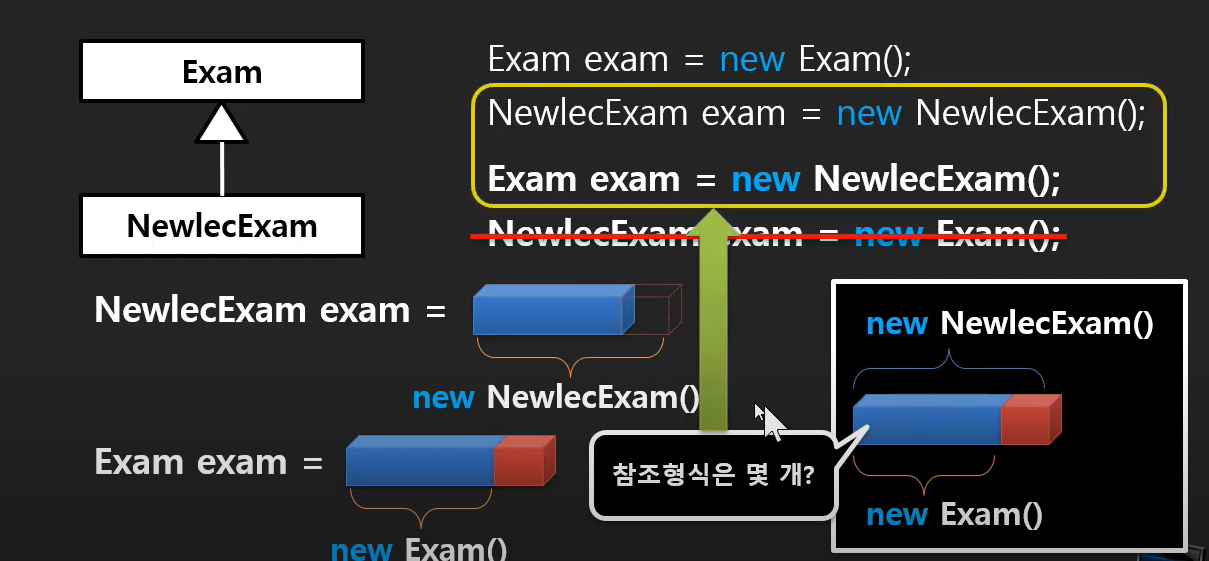 Exam
NewlecExam
Exam exam = new Exam();
NewlecExam exam = new NewlecExam();
Exam exam = new NewlecExam();
NewlecExam exam = new Exam();
NewlecExam exam =
new NewlecExam()
Exam exam =
new Exam()
참조형식은 몇 개?
new NewlecExam()
new Exam()